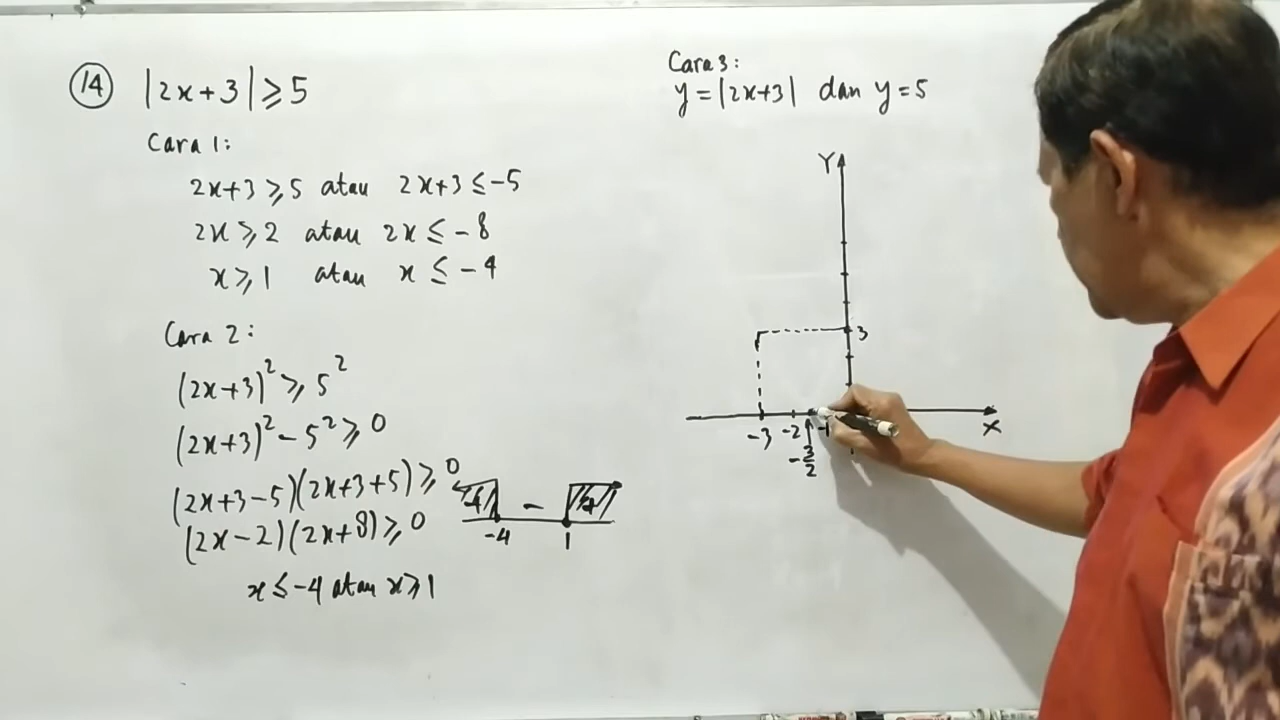 14 |2x+3| ≥ 5
Cara 1:
2x+3 ≥ 5 atau 2x+3 ≤ -5
2x ≥ 2 atau 2x ≤ -8
x ≥ 1 atau x ≤ -4
Cara 2:
(2x+3)² ≥ 5²
(2x+3)² - 5² ≥ 0
(2x+3-5)(2x+3+5) ≥ 0
(2x-2)(2x+8) ≥ 0
+ - +
-4 1
x ≤ -4 atau x ≥ 1
Cara 3:
y = |2x+3| dan y = 5
Y
3
-3 -2 -1 X
-3/2